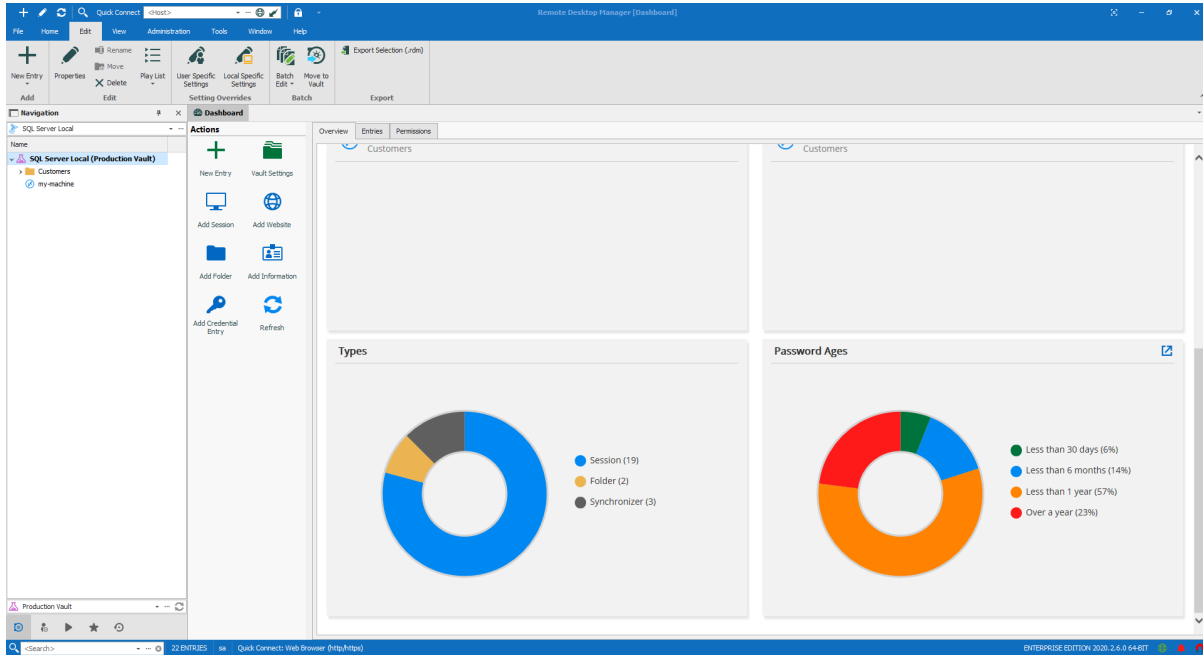 Quick Connect <Host>
Remote Desktop Manager [Dashboard]
File Home Edit View Administration Tools Window Help
New Entry
Properties
Rename
Move
Delete
Play List
User Specific Settings
Local Specific Settings
Batch Edit
Move to Vault
Export Selection (.rdm)
Add Edit Setting Overrides Batch Export
Navigation
Dashboard
SQL Server Local
Name
SQL Server Local (Production Vault)
Customers
my-machine
Production Vault
Actions
New Entry Vault Settings
Add Session Add Website
Add Folder Add Information
Add Credential Entry Refresh
Overview Entries Permissions
Customers
Customers
Types
Session (19)
Folder (2)
Synchronizer (3)
Password Ages
Less than 30 days (6%)
Less than 6 months (14%)
Less than 1 year (57%)
Over a year (23%)
<Search>
22 ENTRIES sa Quick Connect: Web Browser (http/https)
ENTERPRISE EDITION 2020.2.6.0 64-BIT